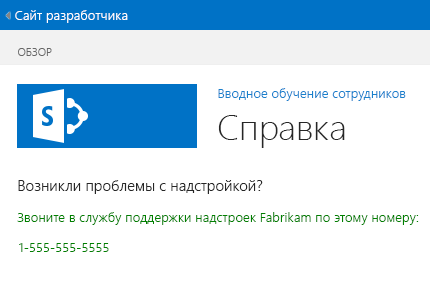 Сайт разработчика
ОБЗОР
S
Вводное обучение сотрудников
Справка
Возникли проблемы с надстройкой?
Звоните в службу поддержки надстроек Fabrikam по этому номеру:
1-555-555-5555